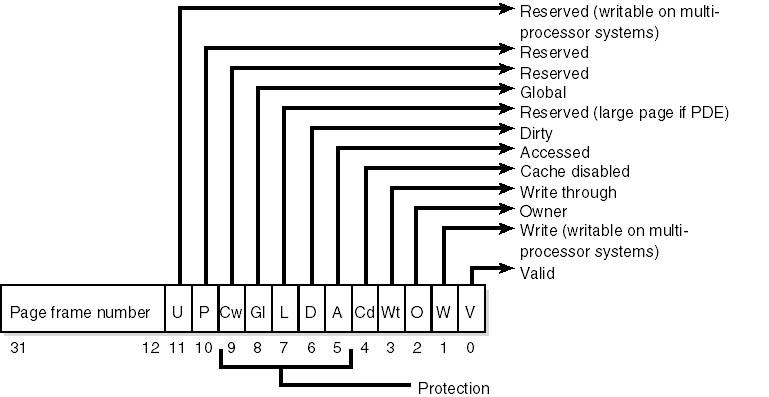 Reserved (writable on multi-
processor systems)
Reserved
Reserved
Global
Reserved (large page if PDE)
Dirty
Accessed
Cache disabled
Write through
Owner
Write (writable on multi-
processor systems)
Valid
Page frame number U P Cw Gl L D A Cd Wt O W V
31 12 11 10 9 8 7 6 5 4 3 2 1 0
Protection